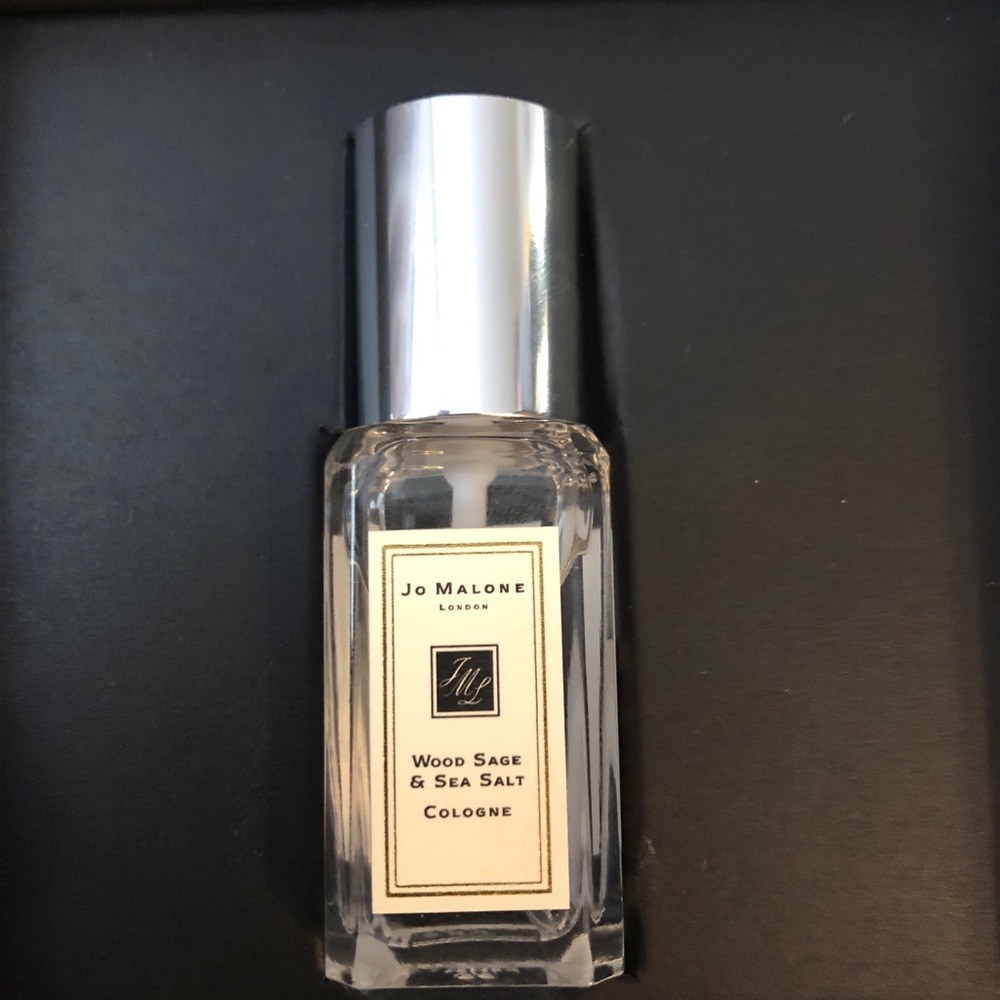 Jo Malone
London
JML
Wood Sage
& Sea Salt
Cologne